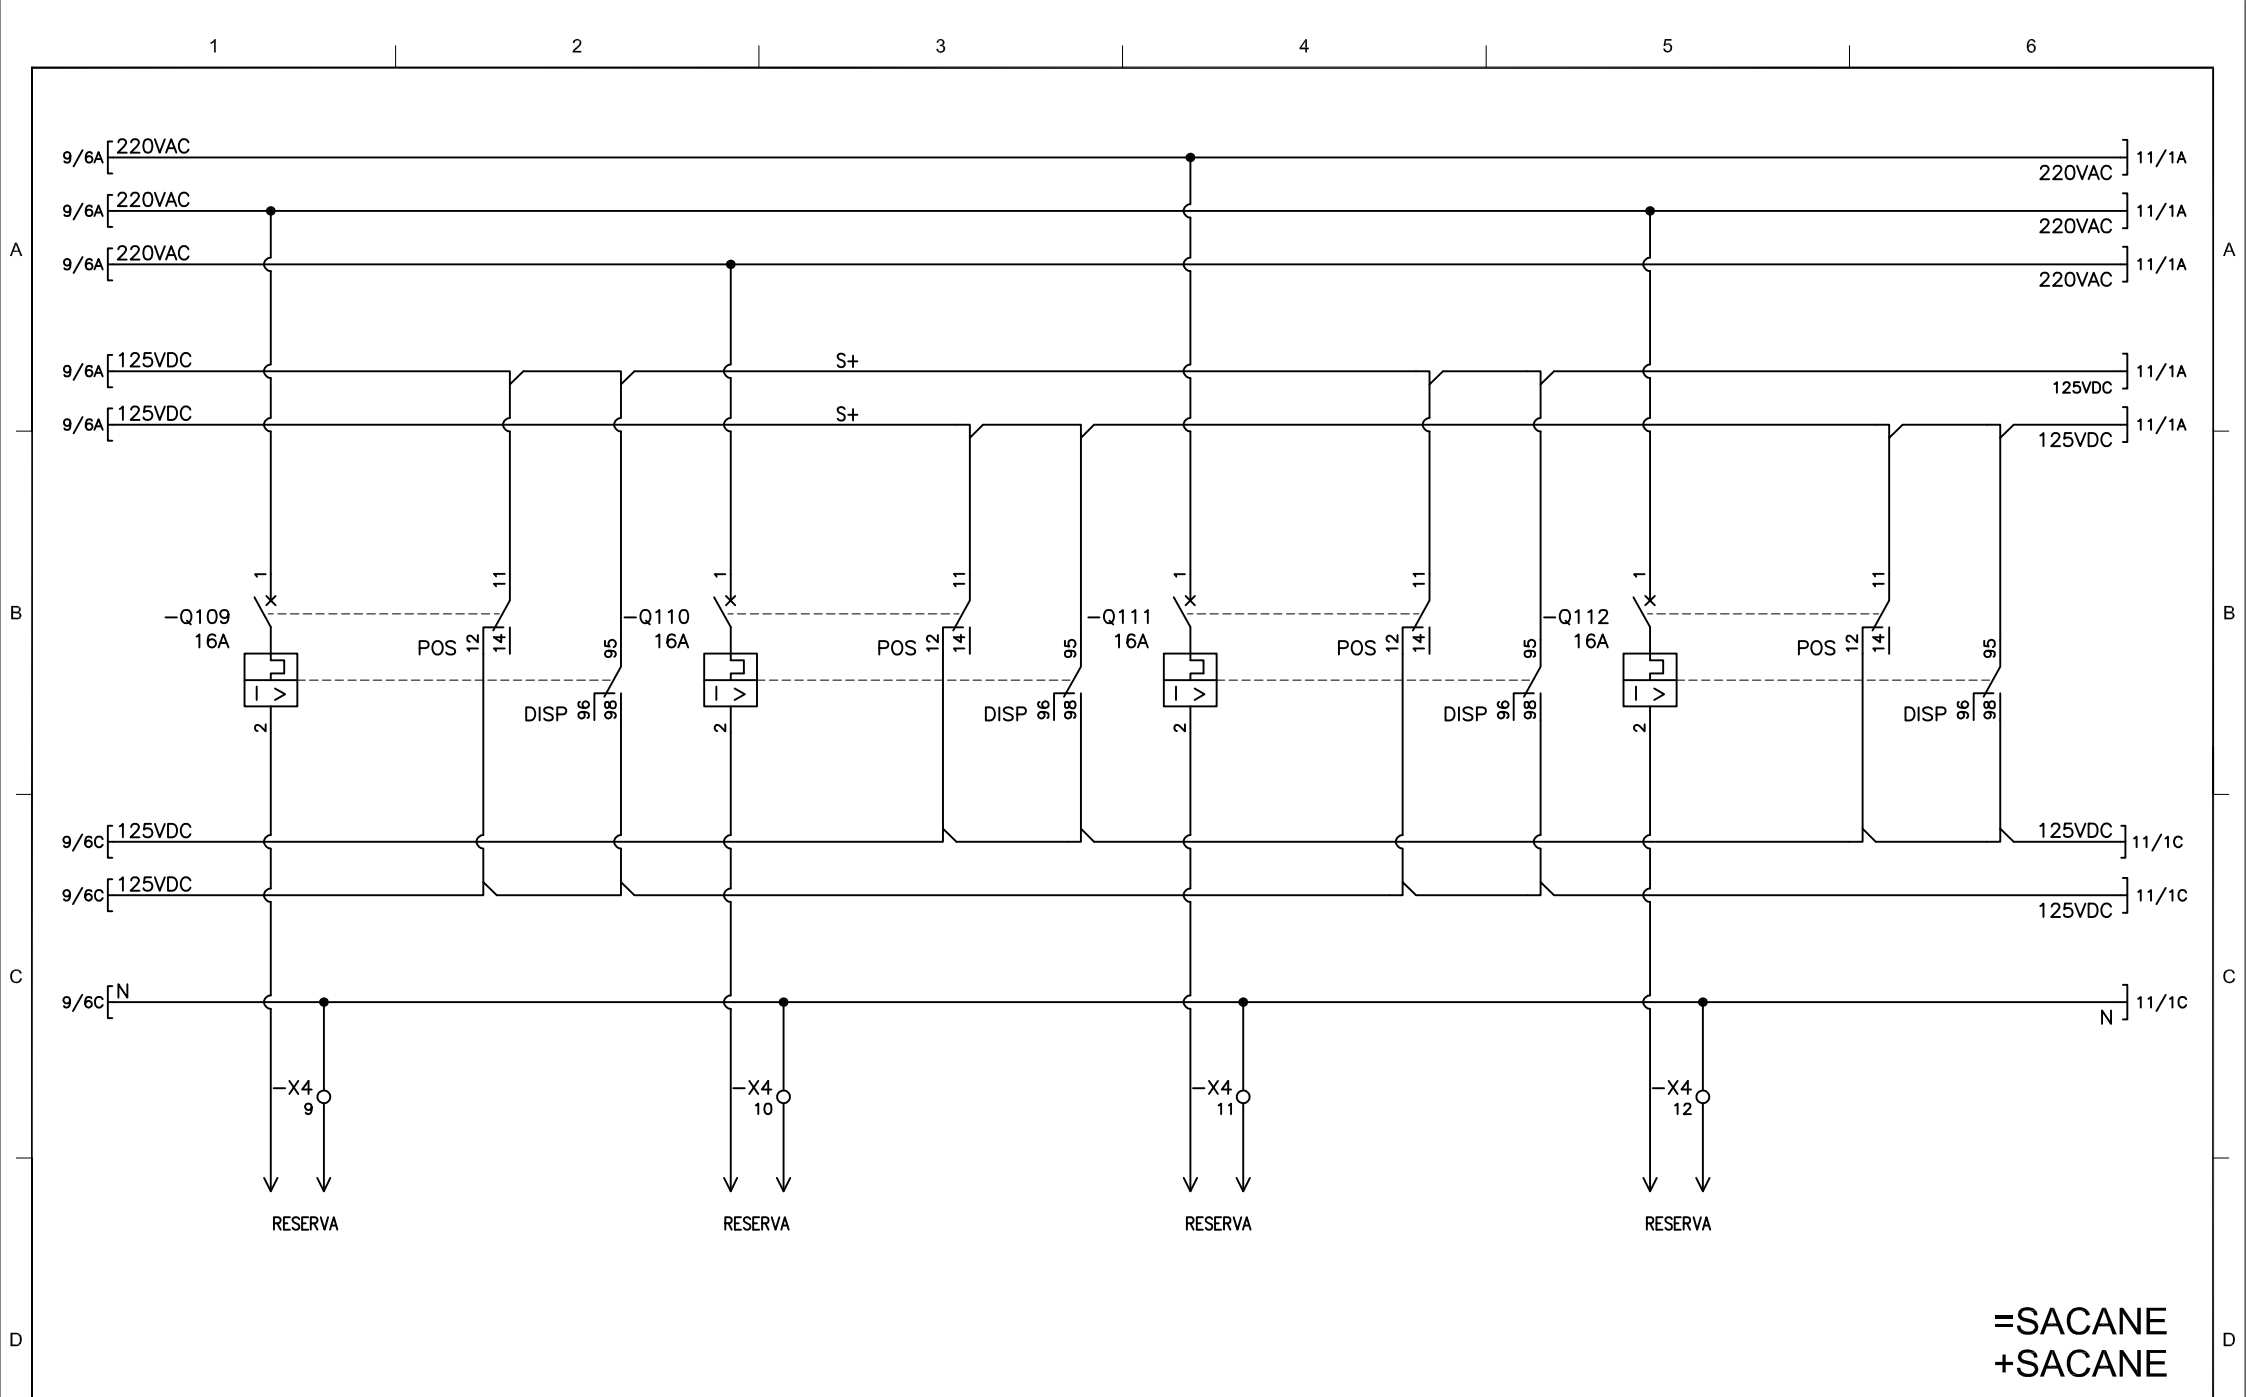 1 2 3 4 5 6
9/6A 220VAC 11/1A
220VAC
9/6A 220VAC 11/1A
220VAC
A A
9/6A 220VAC 11/1A
220VAC
9/6A 125VDC S+ 11/1A
125VDC
9/6A 125VDC S+ 11/1A
125VDC
1 11 1 11 1 11 1 11
B B
-Q109 -Q110 -Q111 -Q112
16A 16A 16A 16A
POS 12 14 95 POS 12 14 95 POS 12 14 95 POS 12 14 95
I > I > I > I >
DISP 96 98 DISP 96 98 DISP 96 98 DISP 96 98
2 2 2 2
9/6C 125VDC 125VDC 11/1C
9/6C 125VDC 11/1C
125VDC
C C
9/6C N 11/1C
N
-X4 -X4 -X4 -X4
9 10 11 12
RESERVA RESERVA RESERVA RESERVA
=SACANE
D D
+SACANE